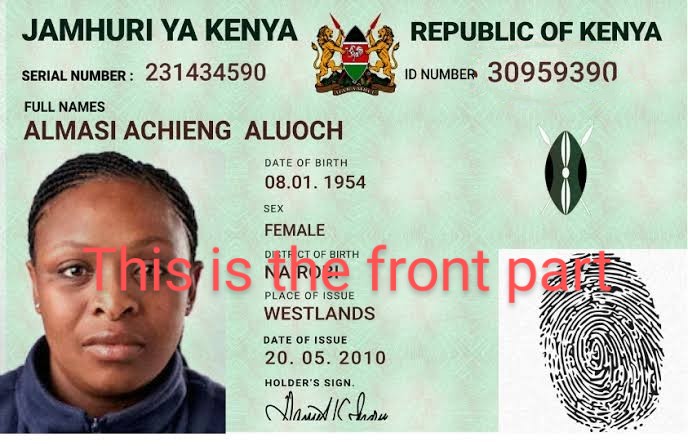 JAMHURI YA KENYA
REPUBLIC OF KENYA
SERIAL NUMBER : 231434590
ID NUMBER 30959390
FULL NAMES
ALMASI ACHIENG ALUOCH
DATE OF BIRTH
08.01. 1954
SEX
FEMALE
DISTRICT OF BIRTH
NAIROBI
This is the front part
PLACE OF ISSUE
WESTLANDS
DATE OF ISSUE
20. 05. 2010
HOLDER'S SIGN.